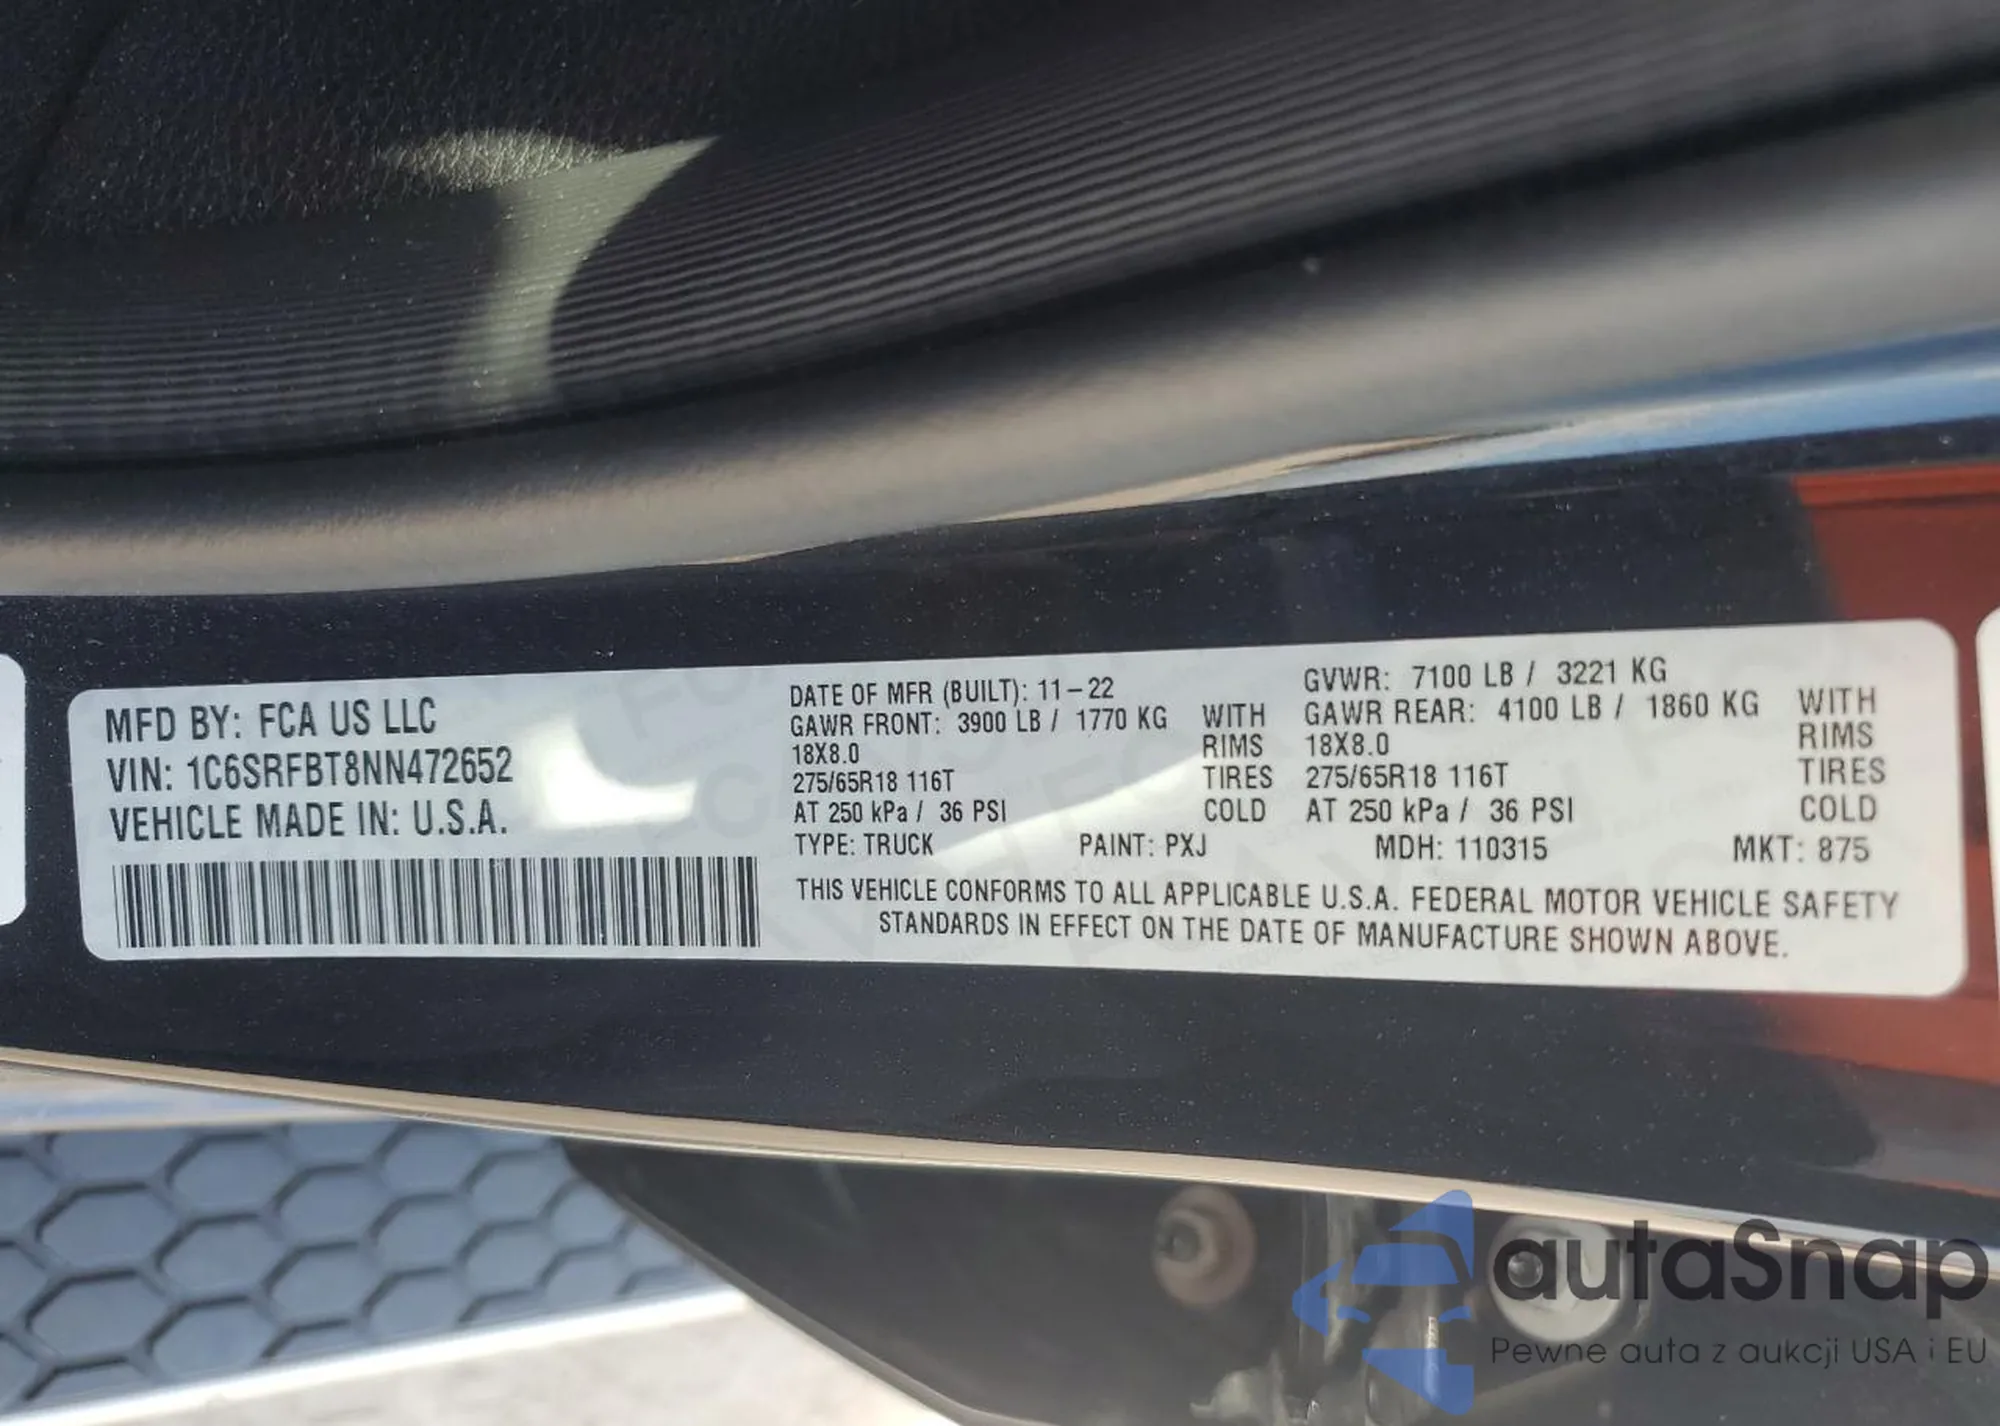 MFD BY: FCA US LLC
VIN: 1C6SRFBT8NN472652
VEHICLE MADE IN: U.S.A.
DATE OF MFR (BUILT): 11-22 GVWR: 7100 LB / 3221 KG
GAWR FRONT: 3900 LB / 1770 KG WITH GAWR REAR: 4100 LB / 1860 KG WITH
18X8.0 RIMS 18X8.0 RIMS
275/65R18 116T TIRES 275/65R18 116T TIRES
AT 250 kPa / 36 PSI COLD AT 250 kPa / 36 PSI COLD
TYPE: TRUCK PAINT: PXJ MDH: 110315 MKT: 875
THIS VEHICLE CONFORMS TO ALL APPLICABLE U.S.A. FEDERAL MOTOR VEHICLE SAFETY
STANDARDS IN EFFECT ON THE DATE OF MANUFACTURE SHOWN ABOVE.
autaSnap
Pewne auta z aukcji USA i EU